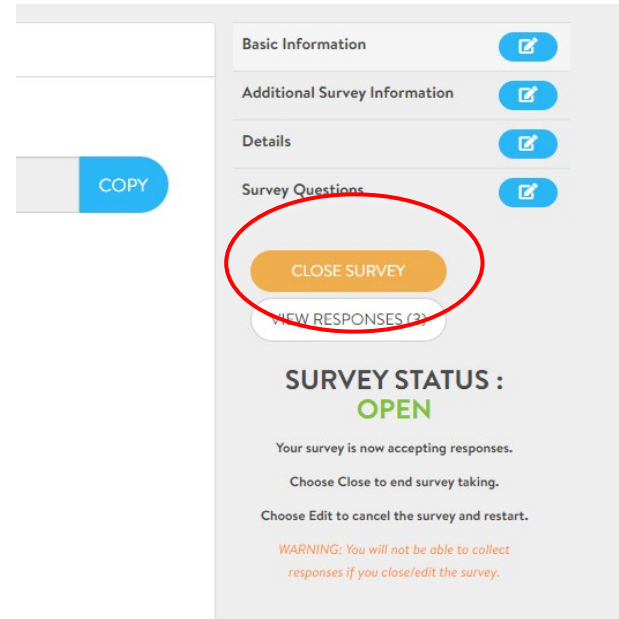 Basic Information
Additional Survey Information
Details
COPY
Survey Questions
CLOSE SURVEY
VIEW RESPONSES (3)
SURVEY STATUS :
OPEN
Your survey is now accepting responses.
Choose Close to end survey taking.
Choose Edit to cancel the survey and restart.
WARNING: You will not be able to collect
responses if you close/edit the survey.